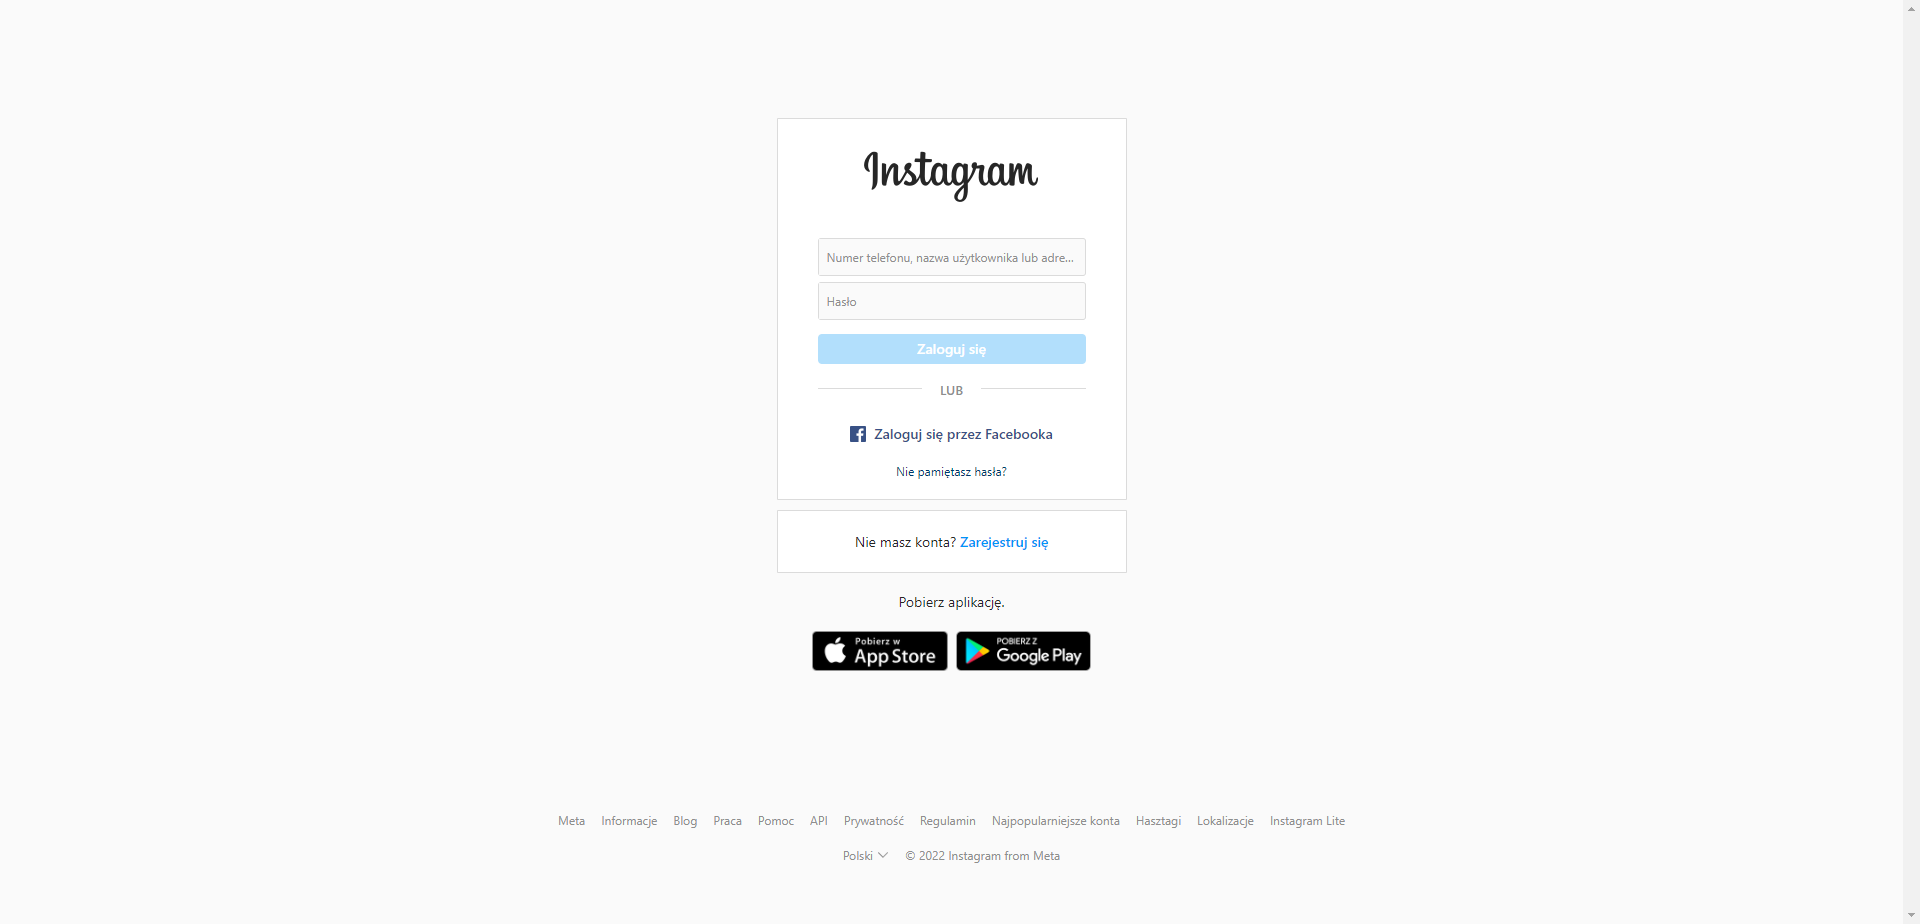 Instagram
Numer telefonu, nazwa użytkownika lub adre...
Hasło
Zaloguj się
LUB
Zaloguj się przez Facebooka
Nie pamiętasz hasła?
Nie masz konta? Zarejestruj się
Pobierz aplikację.
Pobierz w
App Store
POBIERZ Z
Google Play
Meta Informacje Blog Praca Pomoc API Prywatność Regulamin Najpopularniejsze konta Hasztagi Lokalizacje Instagram Lite
Polski © 2022 Instagram from Meta